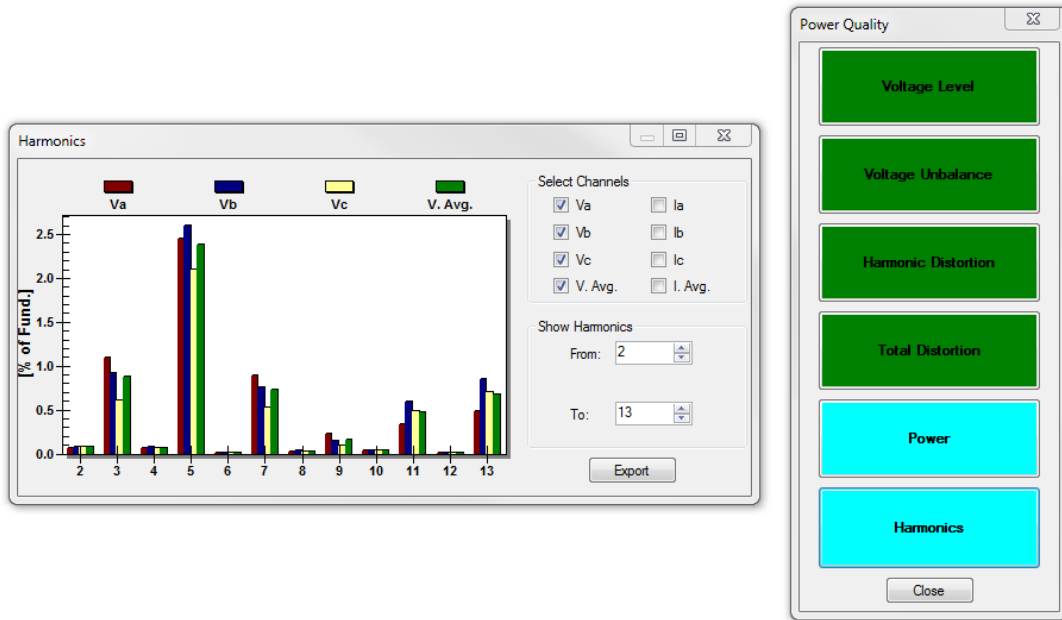 Harmonics
Va Vb Vc V. Avg.
[% of Fund.]
2.5
2.0
1.5
1.0
0.5
0.0
2 3 4 5 6 7 8 9 10 11 12 13
Select Channels
Va Ia
Vb Ib
Vc Ic
V. Avg. I. Avg.
Show Harmonics
From: 2
To: 13
Export
Power Quality
Voltage Level
Voltage Unbalance
Harmonic Distortion
Total Distortion
Power
Harmonics
Close